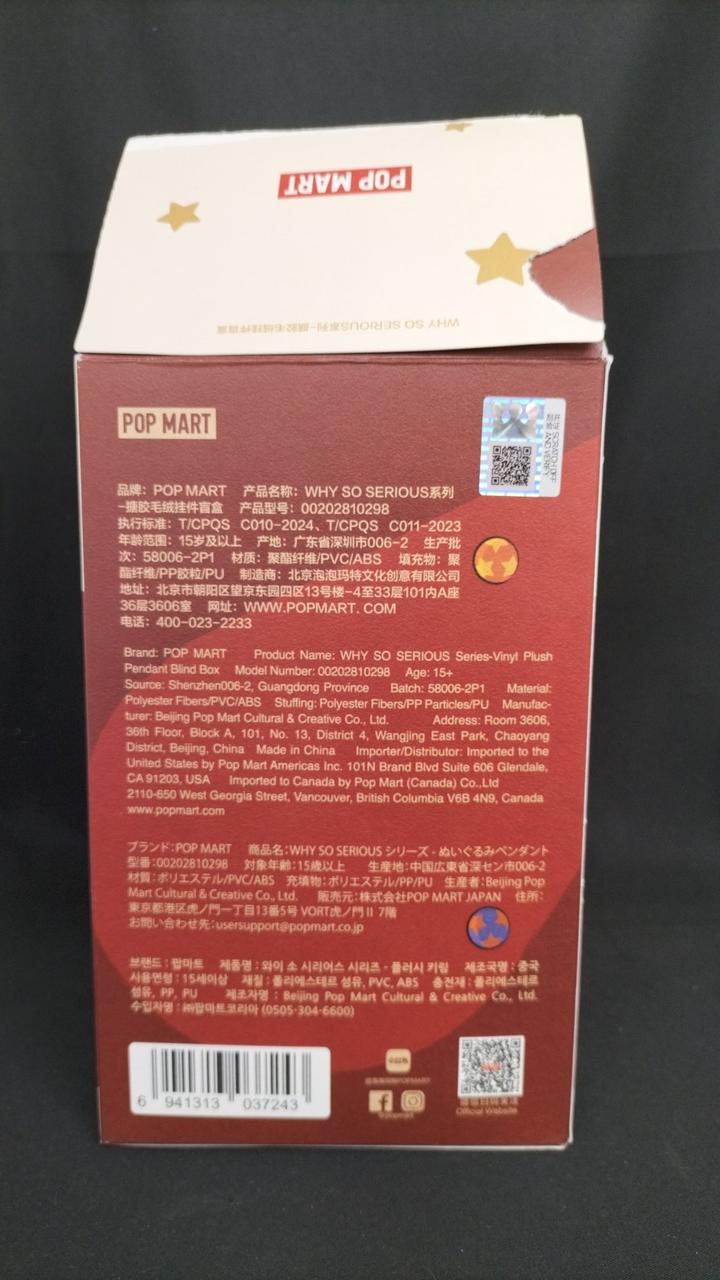 POP MART
WHY SO SERIOUS系列-搪胶毛绒挂件盲盒
POP MART
刮开 SCRATCH OFF
刮验 AND VERIFY
品牌：POP MART 产品名称：WHY SO SERIOUS系列
-搪胶毛绒挂件盲盒 产品型号：00202810298
执行标准：T/CPQS C010-2024、T/CPQS C011-2023
年龄范围：15岁及以上 产地：广东省深圳市006-2 生产批
次：58006-2P1 材质：聚酯纤维/PVC/ABS 填充物：聚
酯纤维/PP胶粒/PU 制造商：北京泡泡玛特文化创意有限公司
地址：北京市朝阳区望京东园四区13号楼-4至33层101内A座
36层3606室 网址：WWW.POPMART.COM
电话：400-023-2233
Brand: POP MART Product Name: WHY SO SERIOUS Series-Vinyl Plush
Pendant Blind Box Model Number: 00202810298 Age: 15+
Source: Shenzhen006-2, Guangdong Province Batch: 58006-2P1 Material:
Polyester Fibers/PVC/ABS Stuffing: Polyester Fibers/PP Particles/PU Manufac-
turer: Beijing Pop Mart Cultural & Creative Co., Ltd. Address: Room 3606,
36th Floor, Block A, 101, No. 13, District 4, Wangjing East Park, Chaoyang
District, Beijing, China Made in China Importer/Distributor: Imported to the
United States by Pop Mart Americas Inc. 101N Brand Blvd Suite 606 Glendale,
CA 91203, USA Imported to Canada by Pop Mart (Canada) Co.,Ltd
2110-650 West Georgia Street, Vancouver, British Columbia V6B 4N9, Canada
www.popmart.com
ブランド：POP MART 商品名：WHY SO SERIOUS シリーズ - ぬいぐるみペンダント
型番：00202810298 対象年齢：15歳以上 生産地：中国広東省深セン市006-2
材質：ポリエステル/PVC/ABS 充填物：ポリエステル/PP/PU 生産者：Beijing Pop
Mart Cultural & Creative Co., Ltd. 販売元：株式会社POP MART JAPAN 住所：
東京都港区虎ノ門一丁目13番5号 VORT虎ノ門Ⅱ 7階
お問い合わせ先：usersupport@popmart.co.jp
브랜드 : 팝마트 제품명 : 와이 소 시리어스 시리즈 - 플러시 키링 제조국명 : 중국
사용연령 : 15세이상 재질 : 폴리에스테르 섬유, PVC, ABS 충전재 : 폴리에스테르
섬유, PP, PU 제조자명 : Beijing Pop Mart Cultural & Creative Co., Ltd.
수입자명 : ㈜팝마트코리아 (0505-304-6600)
6 941313 037243
小红书
@popmart
Official Website